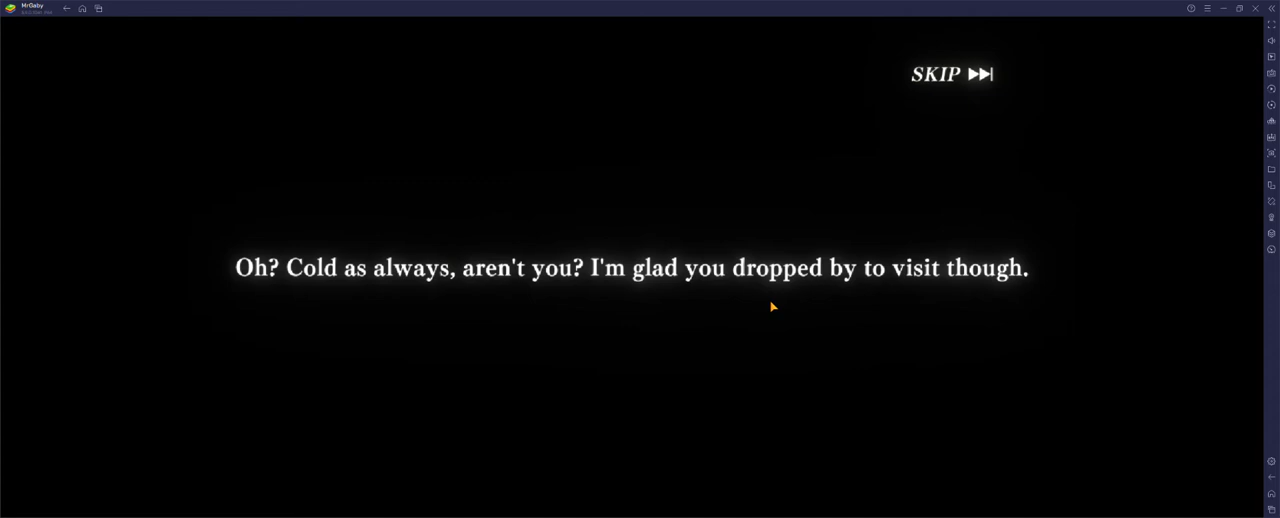 MrGaby
SKIP
Oh? Cold as always, aren't you? I'm glad you dropped by to visit though.